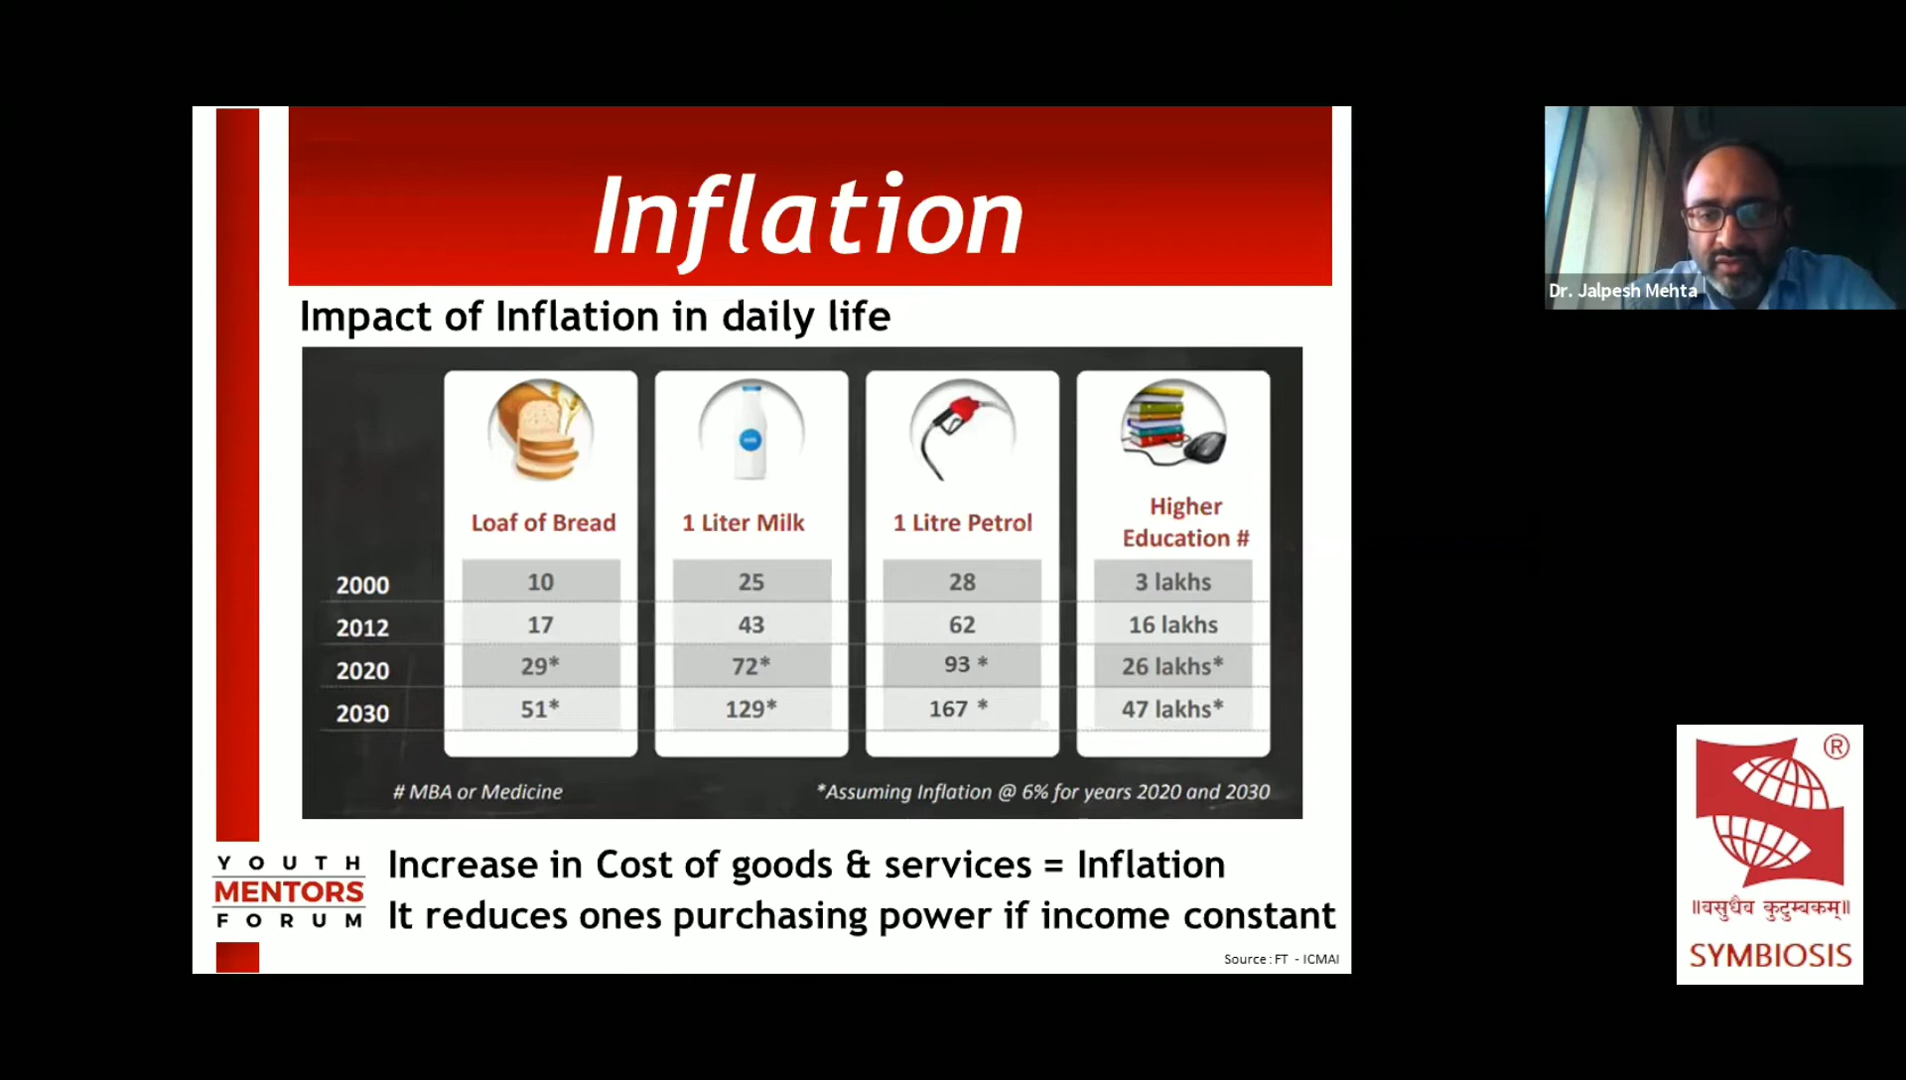 Inflation
Impact of Inflation in daily life
Loaf of Bread 1 Liter Milk 1 Litre Petrol Higher Education #
2000 10 25 28 3 lakhs
2012 17 43 62 16 lakhs
2020 29* 72* 93 * 26 lakhs*
2030 51* 129* 167 * 47 lakhs*
# MBA or Medicine *Assuming Inflation @ 6% for years 2020 and 2030
Increase in Cost of goods & services = Inflation
It reduces ones purchasing power if income constant
Source: FT - ICMAI
YOUTH
MENTORS
FORUM
Dr. Jalpesh Mehta
®
॥वसुधैव कुटुम्बकम्॥
SYMBIOSIS